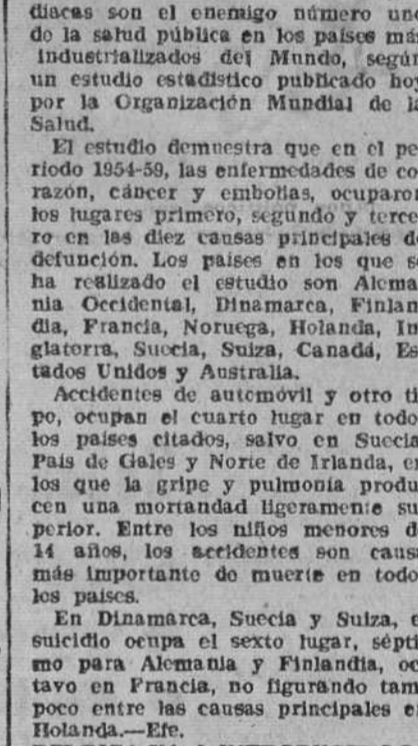 díacas son el enemigo número uno
de la salud pública en los países más
industrializados del Mundo, según
un estudio estadístico publicado hoy
por la Organización Mundial de la
Salud.
El estudio demuestra que en el pe-
ríodo 1954-59, las enfermedades de co-
razón, cáncer y embolias, ocuparon
los lugares primero, segundo y terce-
ro en las diez causas principales de
defunción. Los países en los que se
ha realizado el estudio son Alema-
nia Occidental, Dinamarca, Finlan-
dia, Francia, Noruega, Holanda, In-
glaterra, Suecia, Suiza, Canadá, Es-
tados Unidos y Australia.
Accidentes de automóvil y otro ti-
po, ocupan el cuarto lugar en todos
los países citados, salvo en Suecia,
País de Gales y Norte de Irlanda, en
los que la gripe y pulmonía produ-
cen una mortandad ligeramente su-
perior. Entre los niños menores de
14 años, los accidentes son causa
más importante de muerte en todos
los países.
En Dinamarca, Suecia y Suiza, el
suicidio ocupa el sexto lugar, sépti-
mo para Alemania y Finlandia, oc-
tavo en Francia, no figurando tam-
poco entre las causas principales en
Holanda.—Efe.